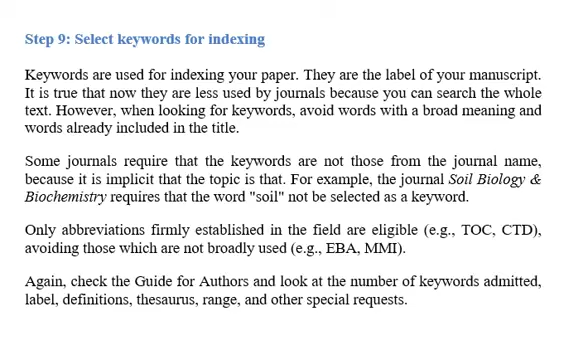 Step 9: Select keywords for indexing
Keywords are used for indexing your paper. They are the label of your manuscript.
It is true that now they are less used by journals because you can search the whole
text. However, when looking for keywords, avoid words with a broad meaning and
words already included in the title.
Some journals require that the keywords are not those from the journal name,
because it is implicit that the topic is that. For example, the journal Soil Biology &
Biochemistry requires that the word "soil" not be selected as a keyword.
Only abbreviations firmly established in the field are eligible (e.g., TOC, CTD),
avoiding those which are not broadly used (e.g., EBA, MMI).
Again, check the Guide for Authors and look at the number of keywords admitted,
label, definitions, thesaurus, range, and other special requests.